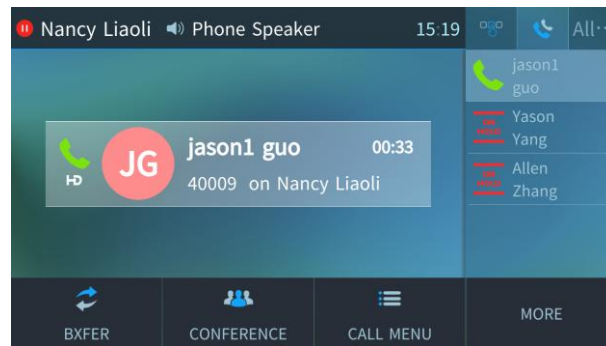 Nancy Liaoli Phone Speaker 15:19 All··
jason1
guo
Yason
Yang
Allen
Zhang
jason1 guo 00:33
HD JG
40009 on Nancy Liaoli
BXFER CONFERENCE CALL MENU MORE